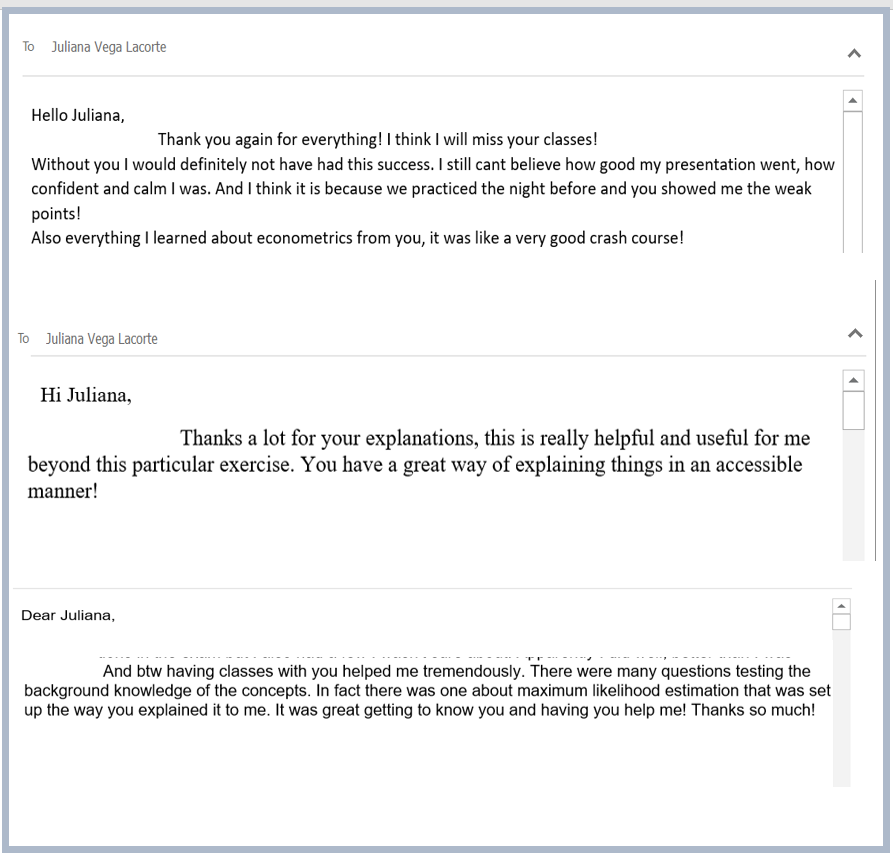 To Juliana Vega Lacorte
Hello Juliana,
Thank you again for everything! I think I will miss your classes!
Without you I would definitely not have had this success. I still cant believe how good my presentation went, how
confident and calm I was. And I think it is because we practiced the night before and you showed me the weak
points!
Also everything I learned about econometrics from you, it was like a very good crash course!
To Juliana Vega Lacorte
Hi Juliana,
Thanks a lot for your explanations, this is really helpful and useful for me
beyond this particular exercise. You have a great way of explaining things in an accessible
manner!
Dear Juliana,
And btw having classes with you helped me tremendously. There were many questions testing the
background knowledge of the concepts. In fact there was one about maximum likelihood estimation that was set
up the way you explained it to me. It was great getting to know you and having you help me! Thanks so much!